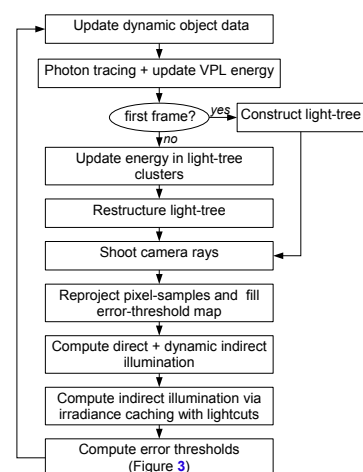 Update dynamic object data
Photon tracing + update VPL energy
first frame?
yes
Construct light-tree
no
Update energy in light-tree
clusters
Restructure light-tree
Shoot camera rays
Reproject pixel-samples and fill
error-threshold map
Compute direct + dynamic indirect
illumination
Compute indirect illumination via
irradiance caching with lightcuts
Compute error thresholds
(Figure 3)